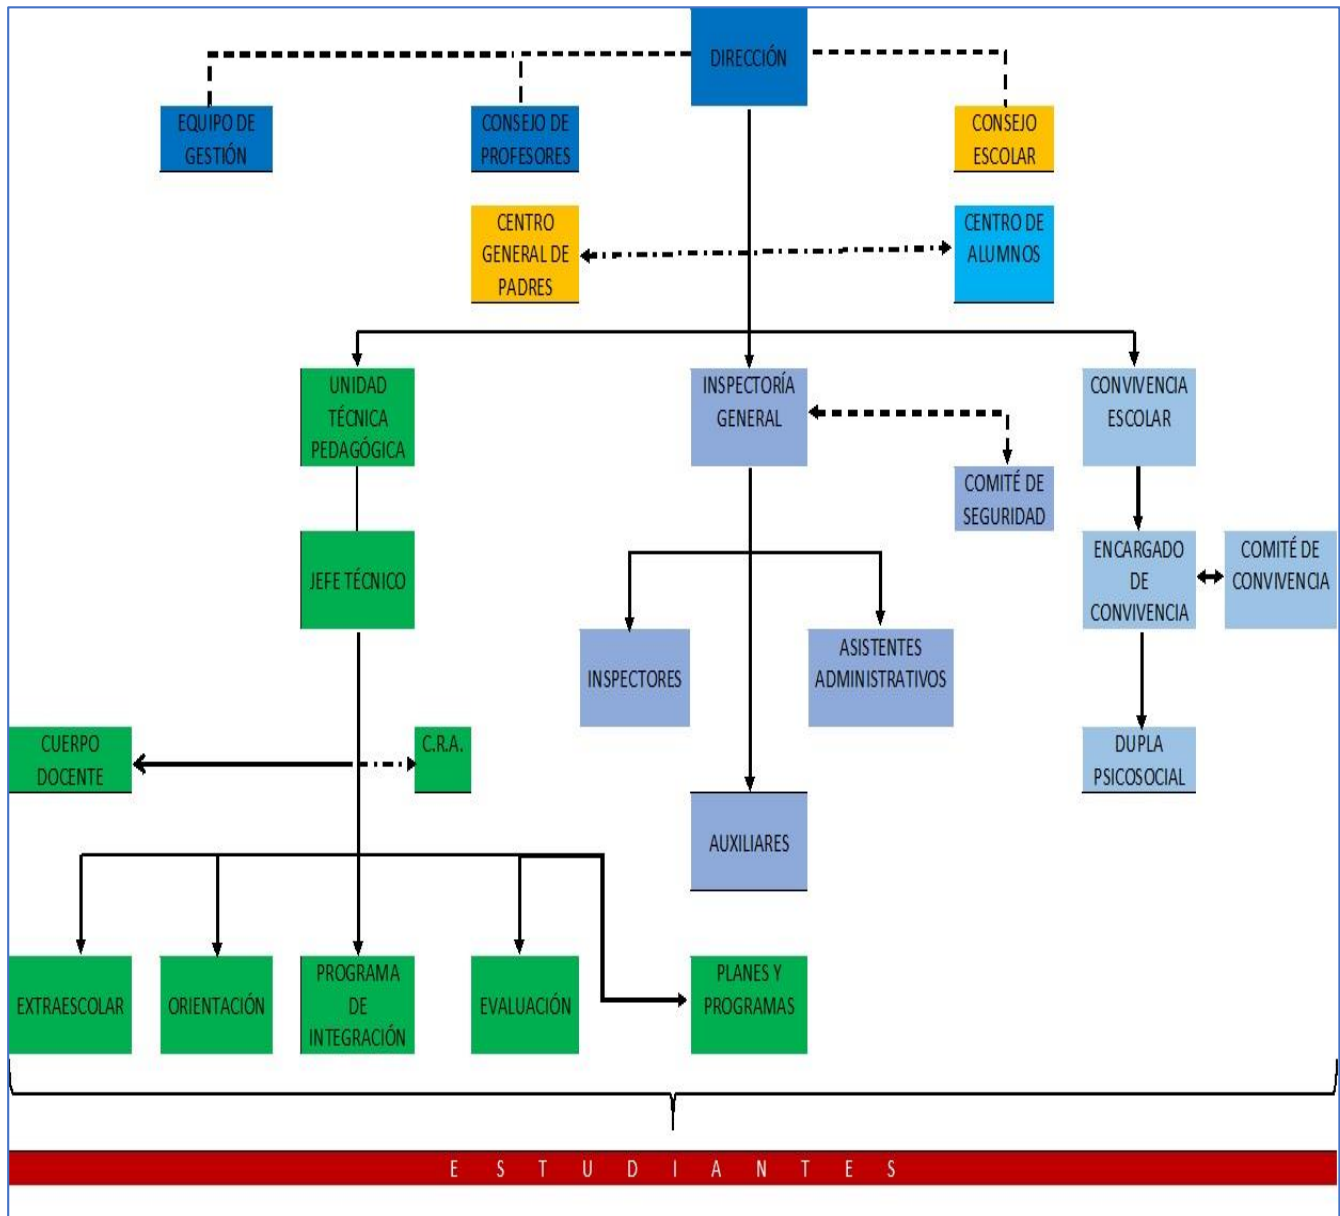 DIRECCIÓN
EQUIPO DE
GESTIÓN
CONSEJO DE
PROFESORES
CONSEJO
ESCOLAR
CENTRO
GENERAL DE
PADRES
CENTRO DE
ALUMNOS
UNIDAD
TÉCNICA
PEDAGÓGICA
INSPECTORÍA
GENERAL
CONVIVENCIA
ESCOLAR
COMITÉ DE
SEGURIDAD
JEFE TÉCNICO
ENCARGADO
DE
CONVIVENCIA
COMITÉ DE
CONVIVENCIA
INSPECTORES
ASISTENTES
ADMINISTRATIVOS
CUERPO
DOCENTE
C.R.A.
DUPLA
PSICOSOCIAL
AUXILIARES
EXTRAESCOLAR
ORIENTACIÓN
PROGRAMA
DE
INTEGRACIÓN
EVALUACIÓN
PLANES Y
PROGRAMAS
E S T U D I A N T E S